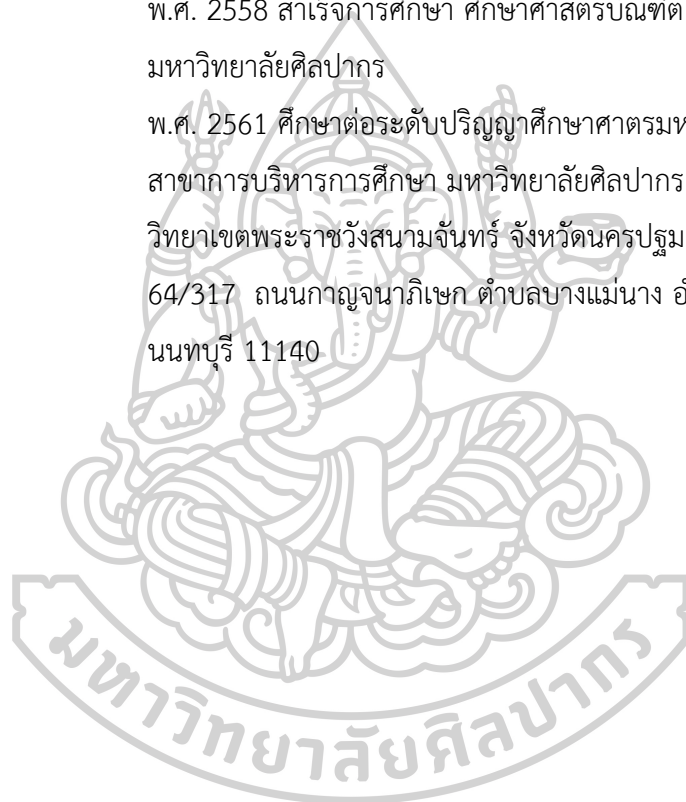 พ.ศ. 2558 สำเร็จการศึกษา ศึกษาศาสตรบัณฑิต
มหาวิทยาลัยศิลปากร
พ.ศ. 2561 ศึกษาต่อระดับปริญญาศึกษาศาตรมห
สาขาการบริหารการศึกษา มหาวิทยาลัยศิลปากร
วิทยาเขตพระราชวังสนามจันทร์ จังหวัดนครปฐม
64/317 ถนนกาญจนาภิเษก ตำบลบางแม่นาง อำ
นนทบุรี 11140
มหาวิทยาลัยศิลปากร